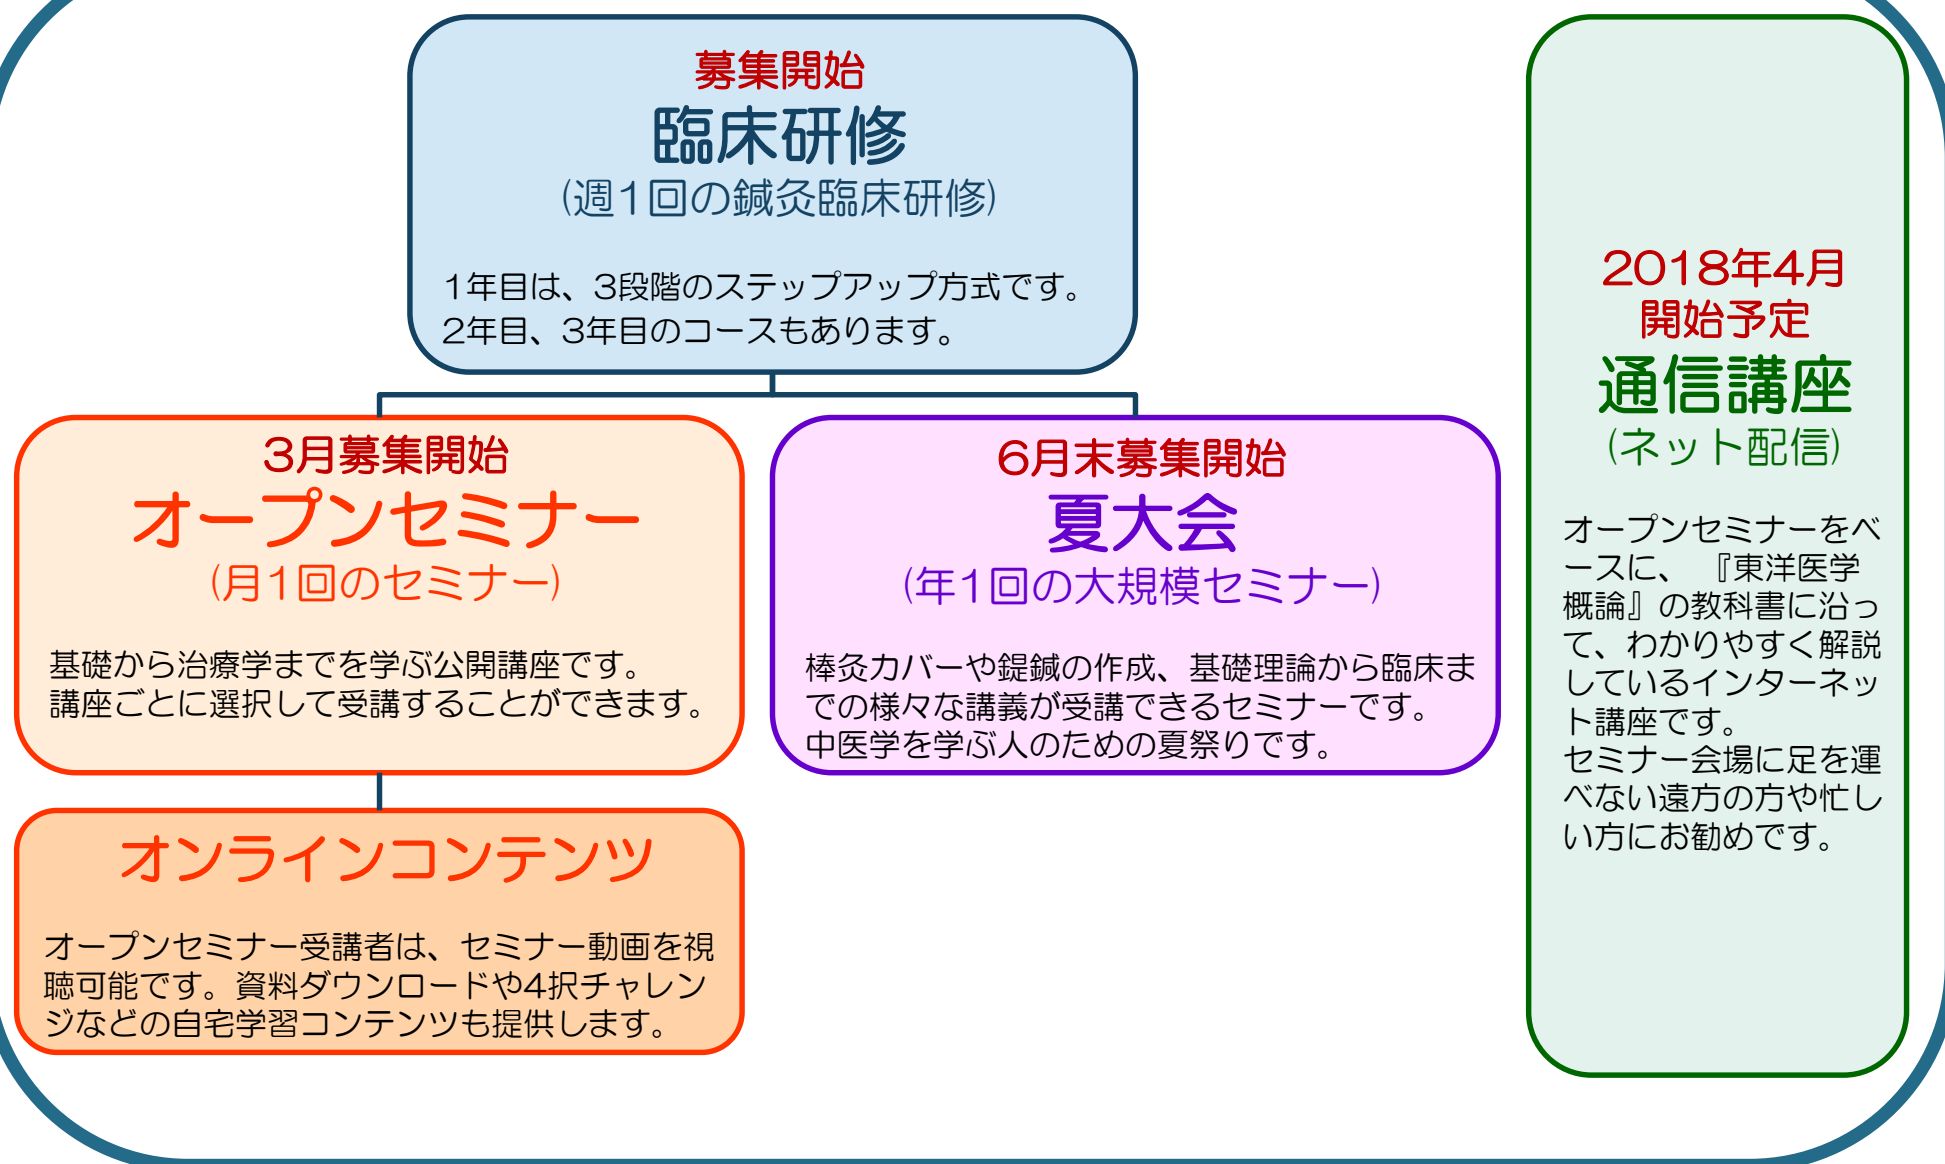 募集開始
臨床研修
(週1回の鍼灸臨床研修)
1年目は、3段階のステップアップ方式です。
2年目、3年目のコースもあります。
3月募集開始
オープンセミナー
(月1回のセミナー)
基礎から治療学までを学ぶ公開講座です。
講座ごとに選択して受講することができます。
6月末募集開始
夏大会
(年1回の大規模セミナー)
棒灸カバーや鍉鍼の作成、基礎理論から臨床ま
での様々な講義が受講できるセミナーです。
中医学を学ぶ人のための夏祭りです。
オンラインコンテンツ
オープンセミナー受講者は、セミナー動画を視
聴可能です。資料ダウンロードや4択チャレン
ジなどの自宅学習コンテンツも提供します。
2018年4月
開始予定
通信講座
(ネット配信)
オープンセミナーをベ
ースに、 『東洋医学
概論』の教科書に沿っ
て、わかりやすく解説
しているインターネッ
ト講座です。
セミナー会場に足を運
べない遠方の方や忙し
い方にお勧めです。